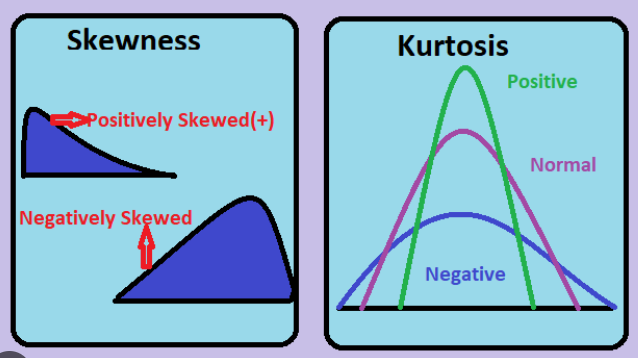 Skewness
Positively Skewed(+)
Negatively Skewed
Kurtosis
Positive
Normal
Negative